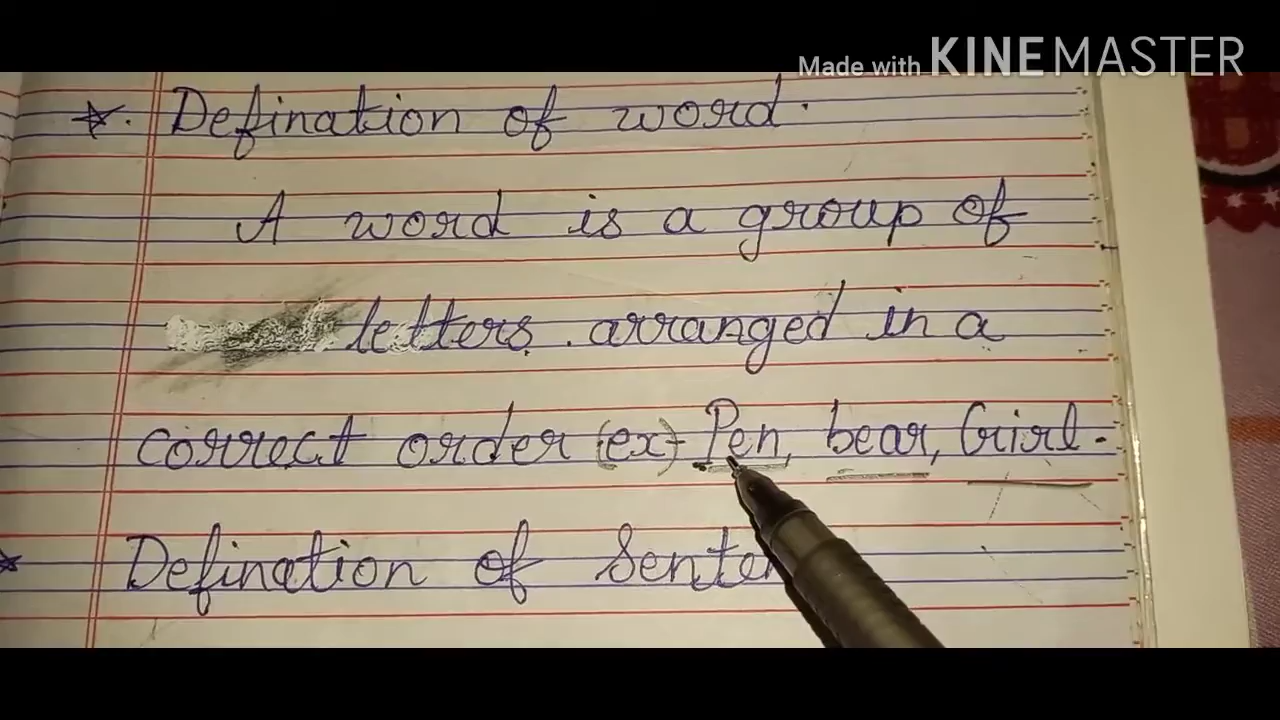 Made with KINEMASTER
☆. Defination of word.
A word is a group of
letters. arranged in a
correct order (ex)- Pen, bear, Girl.
☆ Defination of